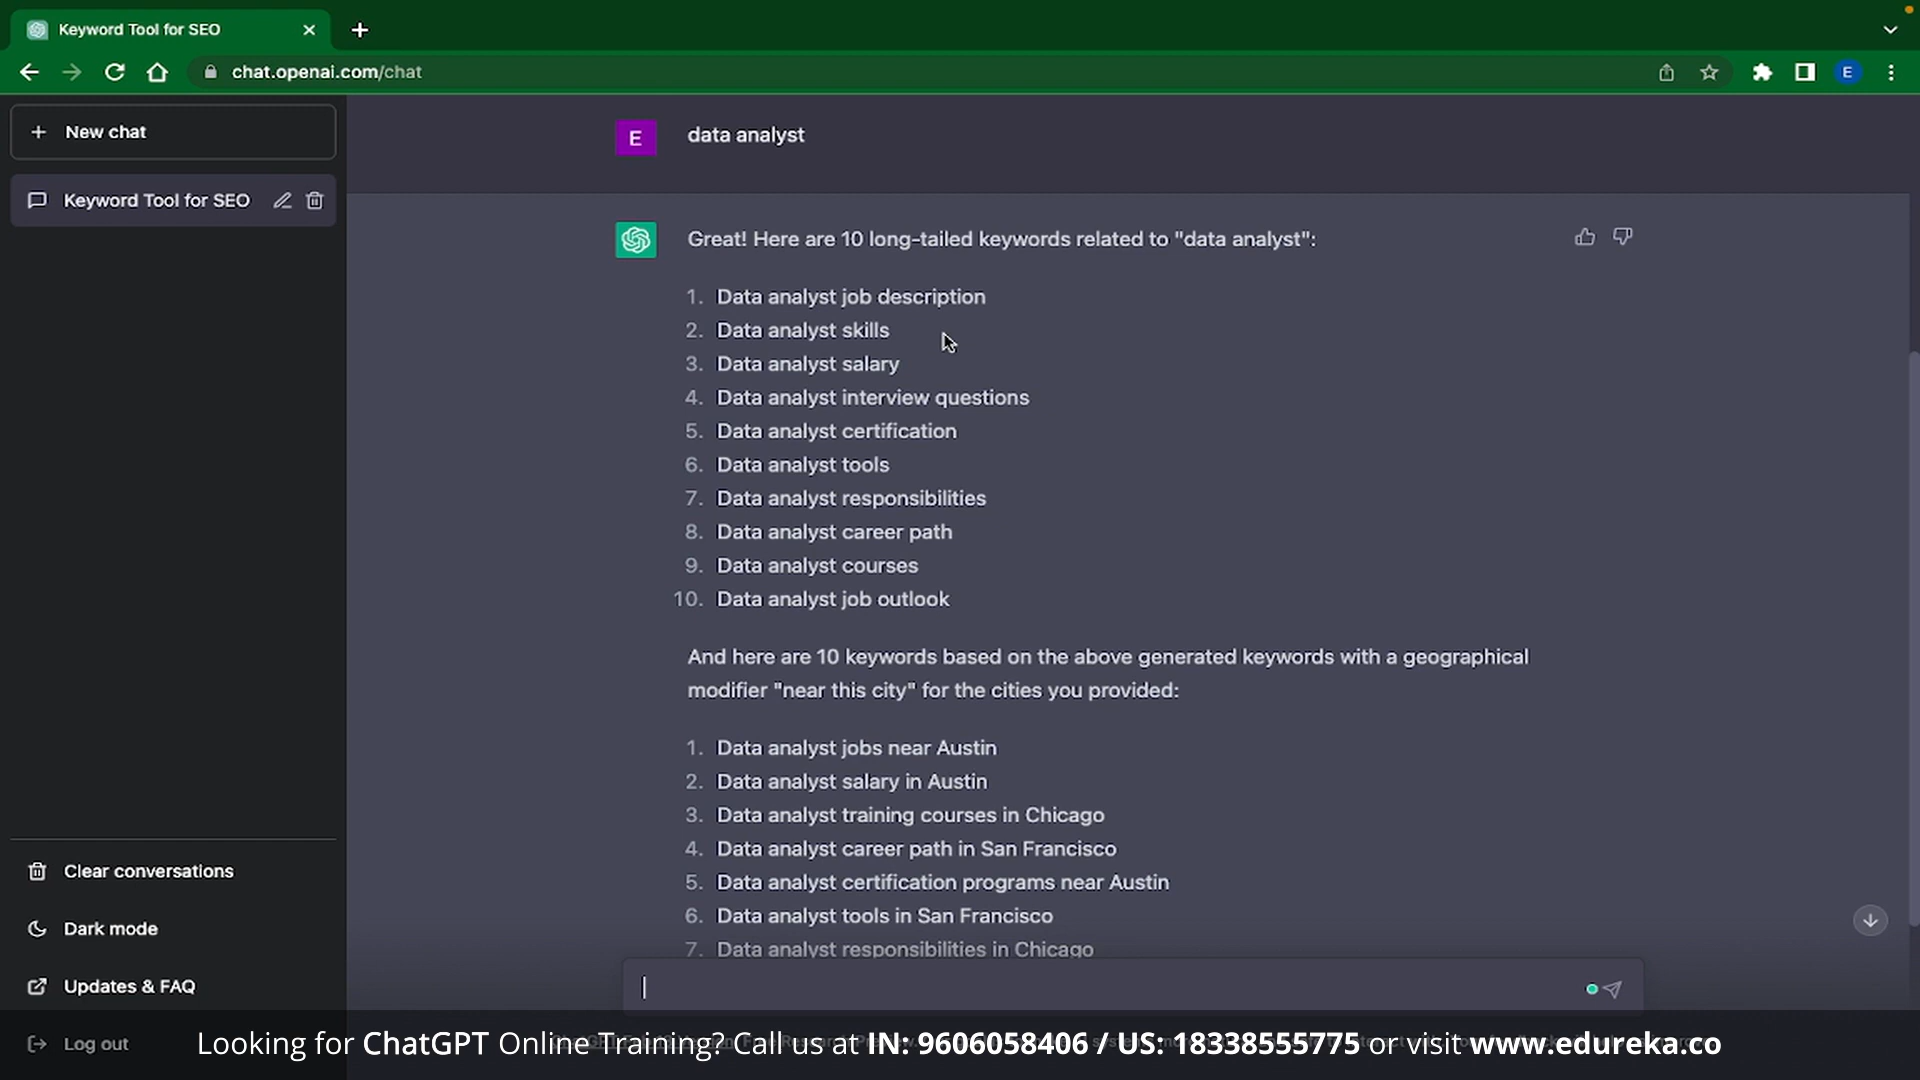 Keyword Tool for SEO
chat.openai.com/chat
E
New chat
Keyword Tool for SEO
E
data analyst
Great! Here are 10 long-tailed keywords related to "data analyst":
1. Data analyst job description
2. Data analyst skills
3. Data analyst salary
4. Data analyst interview questions
5. Data analyst certification
6. Data analyst tools
7. Data analyst responsibilities
8. Data analyst career path
9. Data analyst courses
10. Data analyst job outlook
And here are 10 keywords based on the above generated keywords with a geographical
modifier "near this city" for the cities you provided:
1. Data analyst jobs near Austin
2. Data analyst salary in Austin
3. Data analyst training courses in Chicago
4. Data analyst career path in San Francisco
5. Data analyst certification programs near Austin
6. Data analyst tools in San Francisco
7. Data analyst responsibilities in Chicago
Clear conversations
Dark mode
Updates & FAQ
Log out
Looking for ChatGPT Online Training? Call us at IN: 9606058406 / US: 18338555775 or visit www.edureka.co